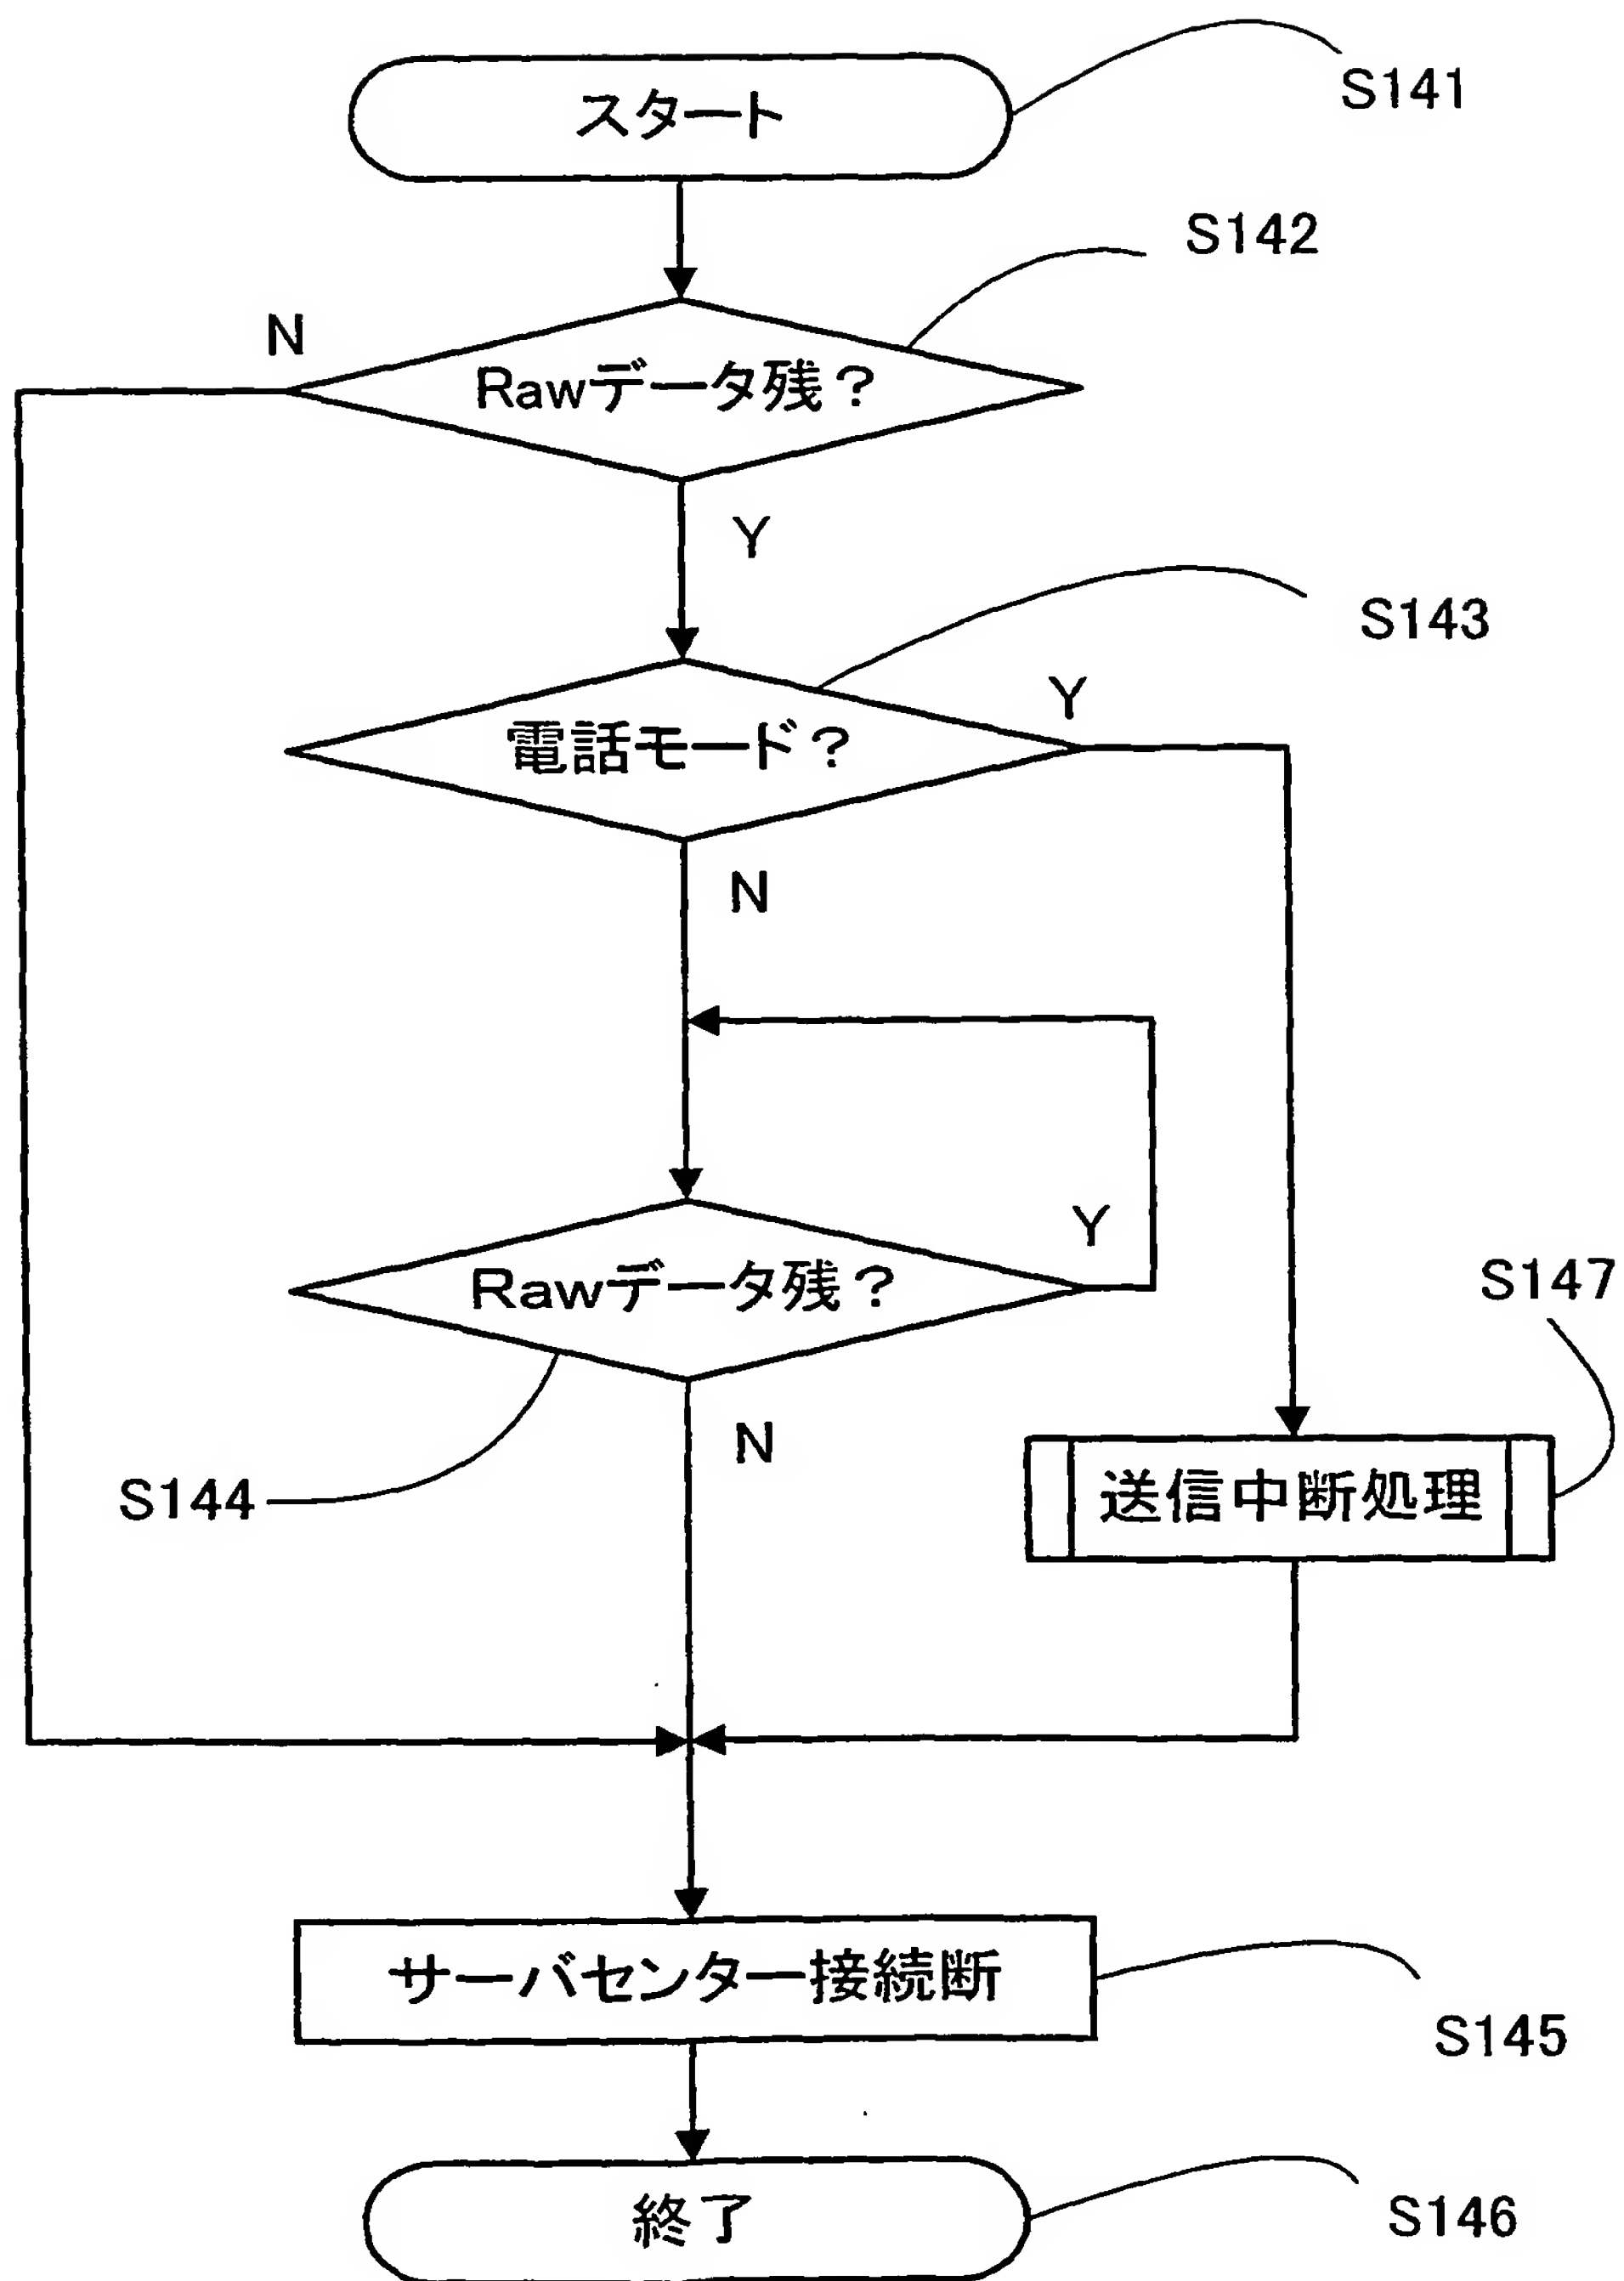 スタート
S141
S142
N
Rawデータ残？
Y
S143
Y
電話モード？
N
Y
Rawデータ残？
S147
N
S144
送信中断処理
サーバセンター接続断
S145
終了
S146